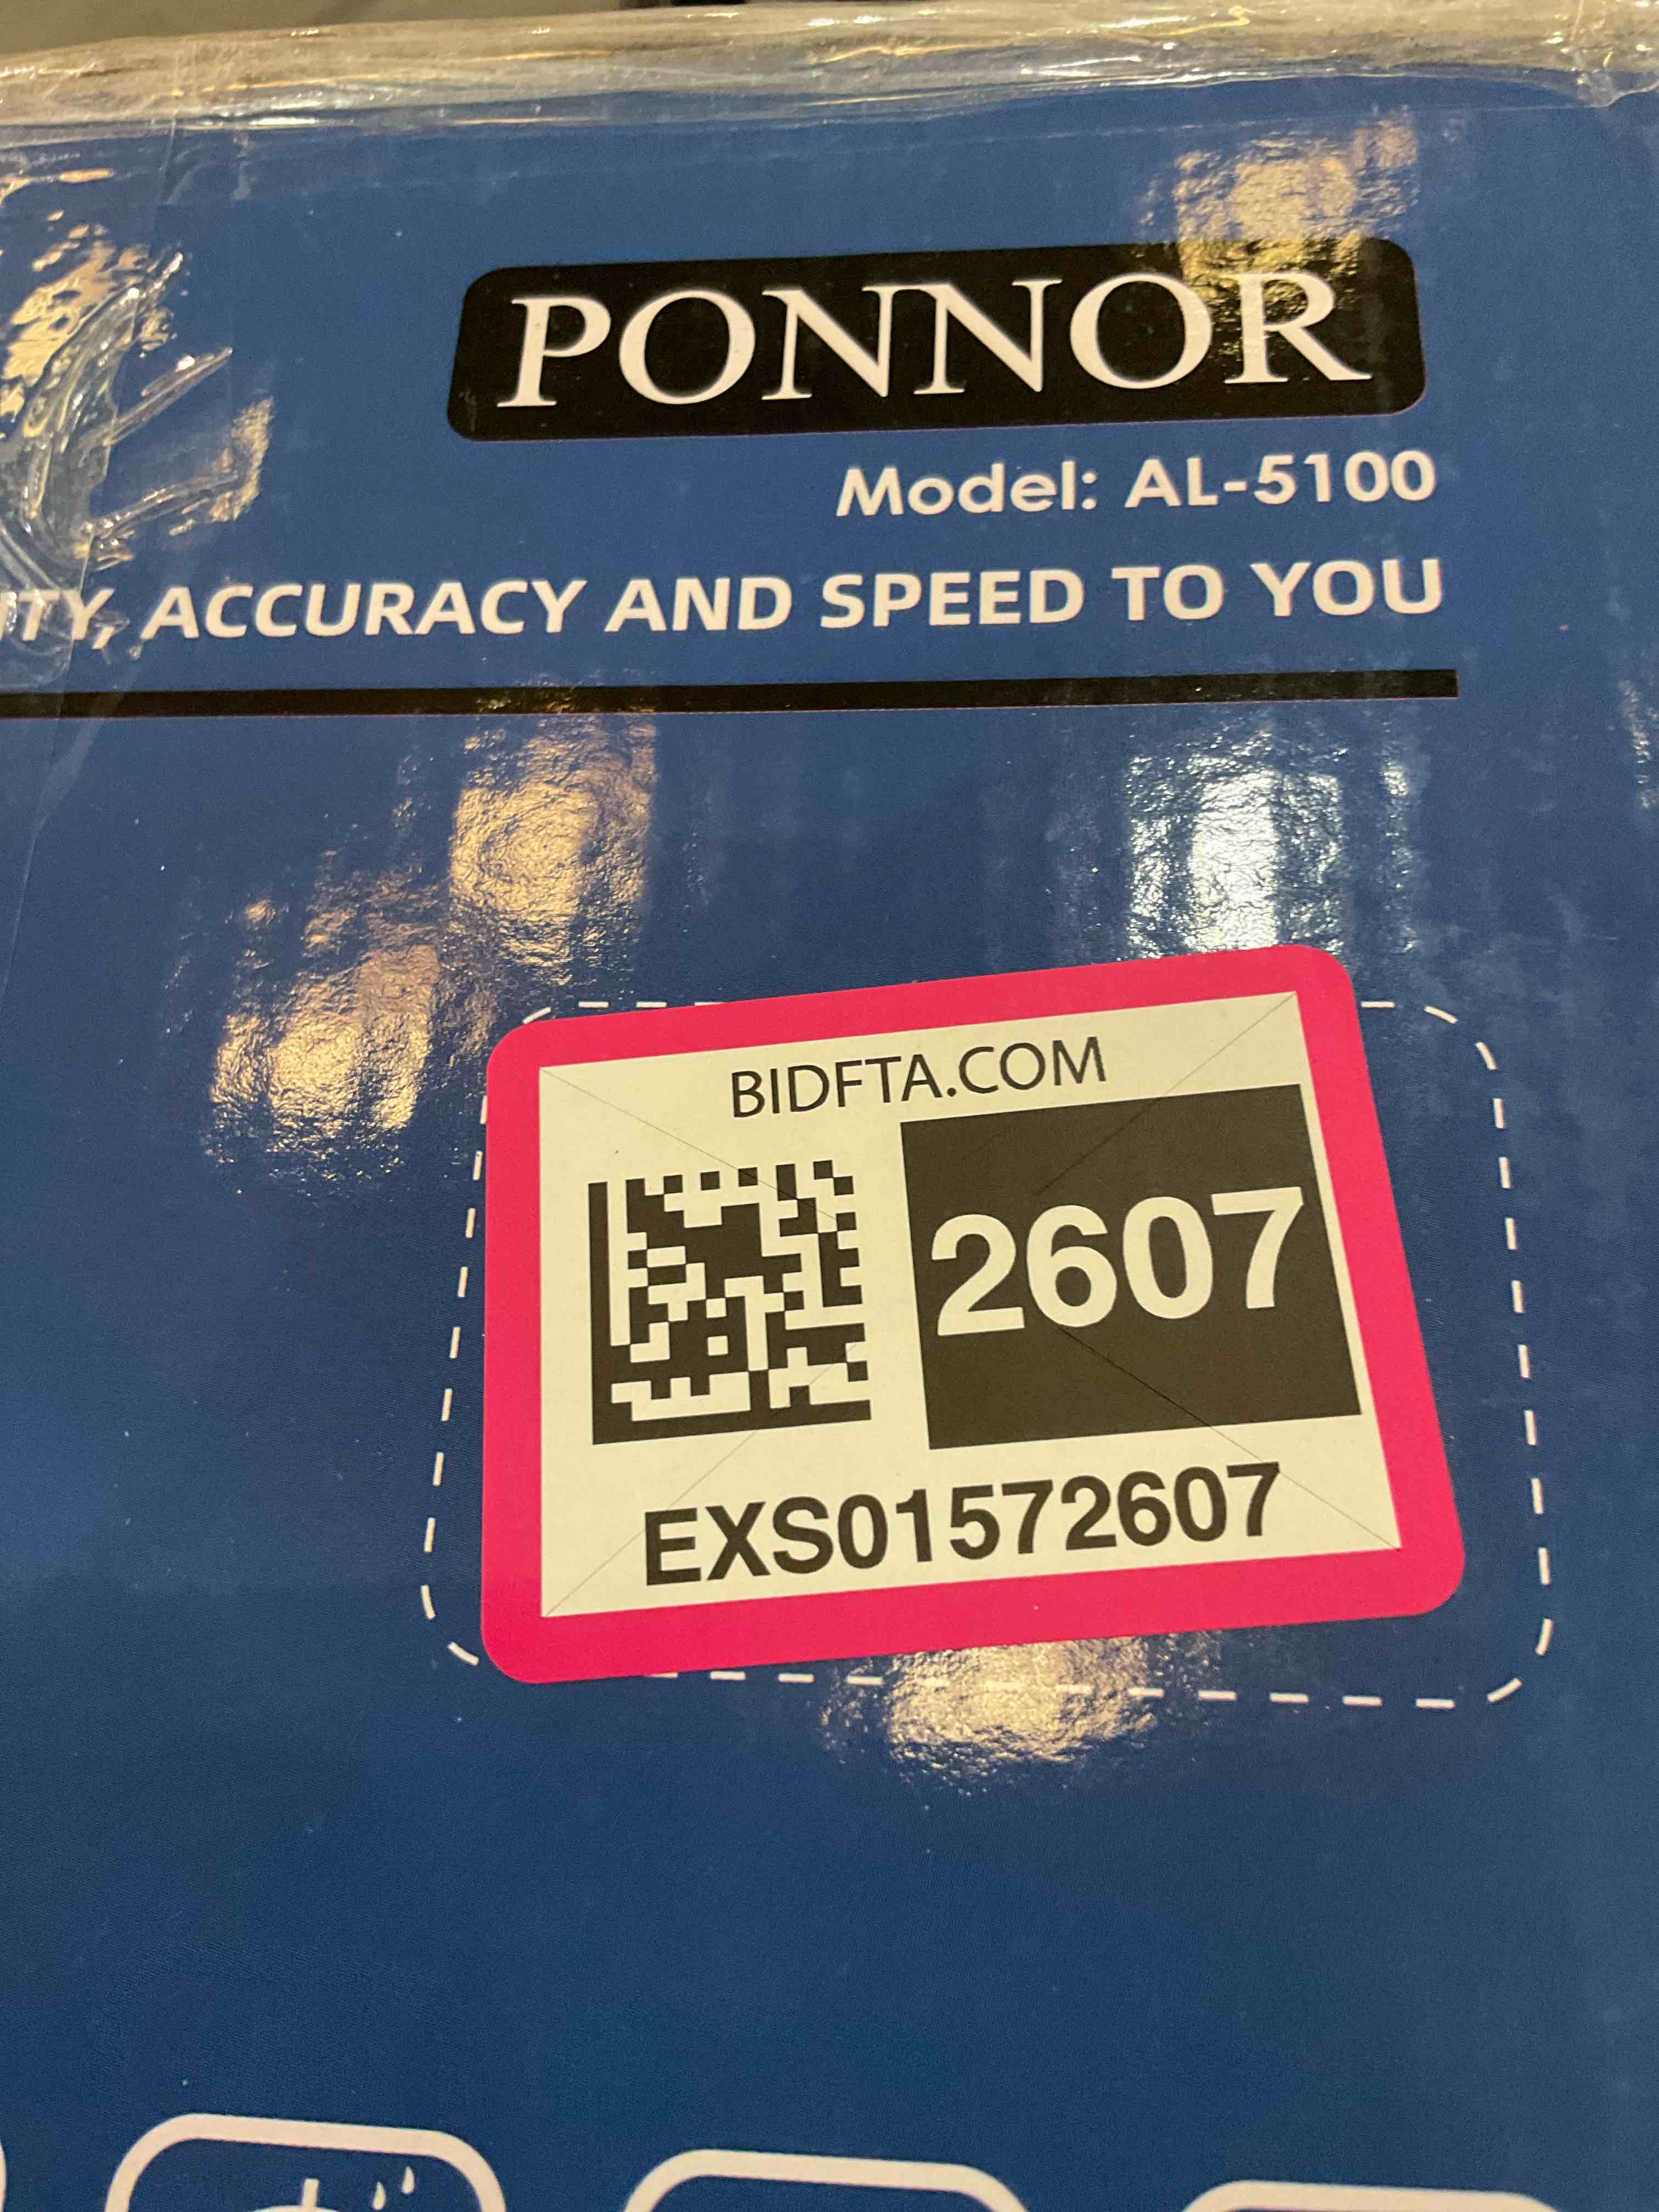 PONNOR
Model: AL-5100
ACCURACY AND SPEED TO YOU
BIDFTA.COM
2607
EXS01572607